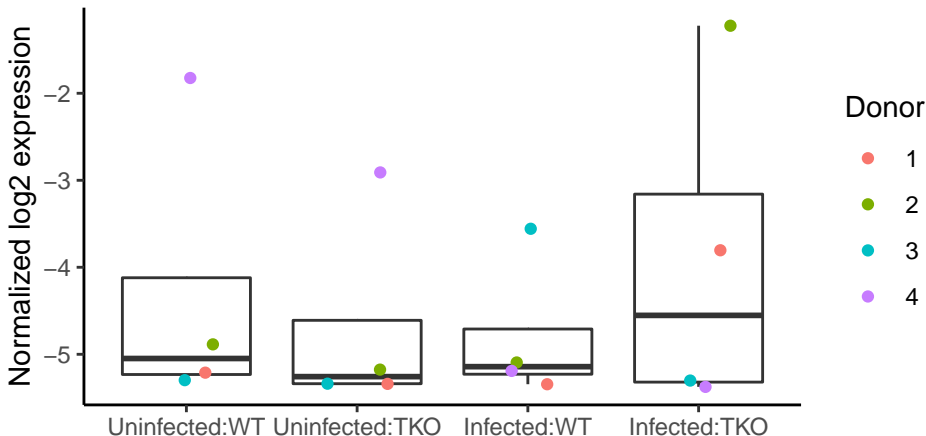 Normalized log2 expression
−2
−3
−4
−5
Uninfected:WT Uninfected:TKO Infected:WT Infected:TKO
Donor
1
2
3
4